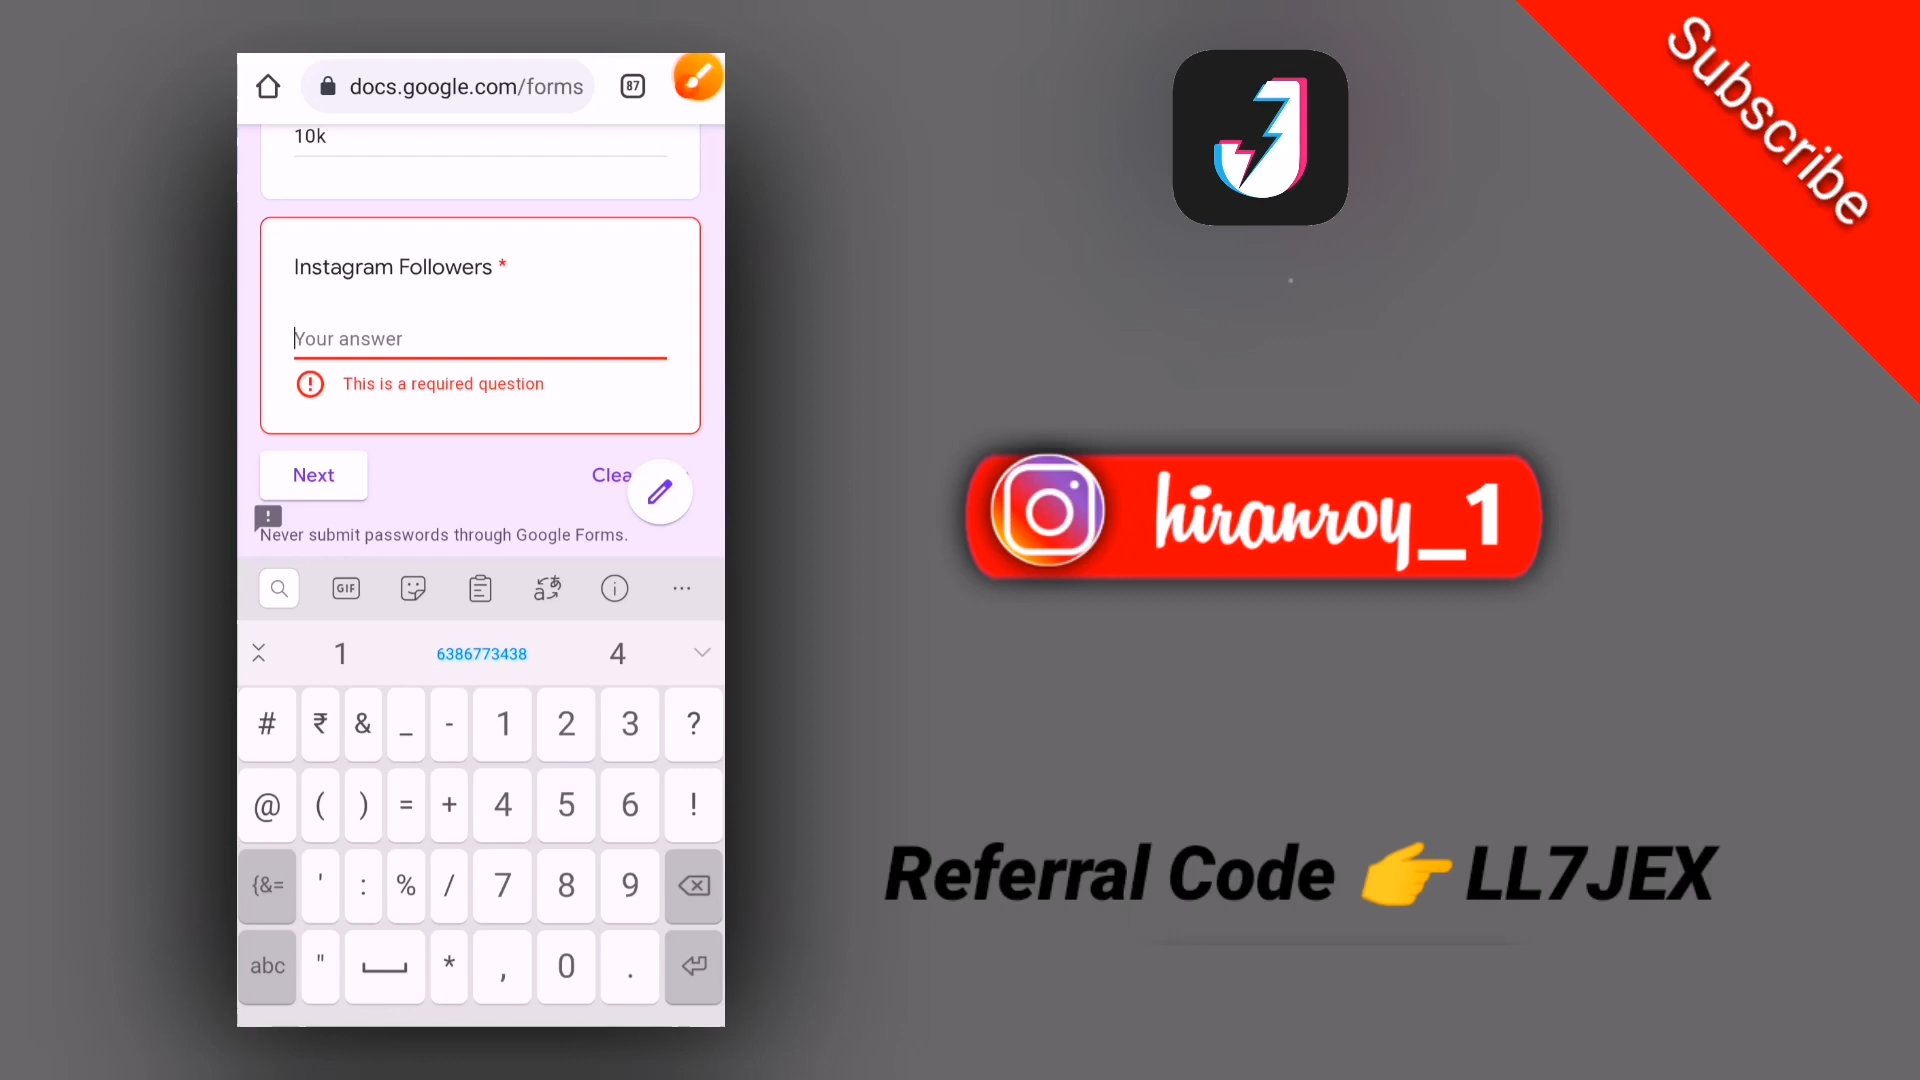 docs.google.com/forms
87
10k
Instagram Followers *
Your answer
This is a required question
Next
Clea
Never submit passwords through Google Forms.
GIF
1 6386773438 4
# ₹ & _ - 1 2 3 ?
@ ( ) = + 4 5 6 !
{&= ' : % / 7 8 9
abc " * , 0 .
Subscribe
hiranroy_1
Referral Code 👉 LL7JEX